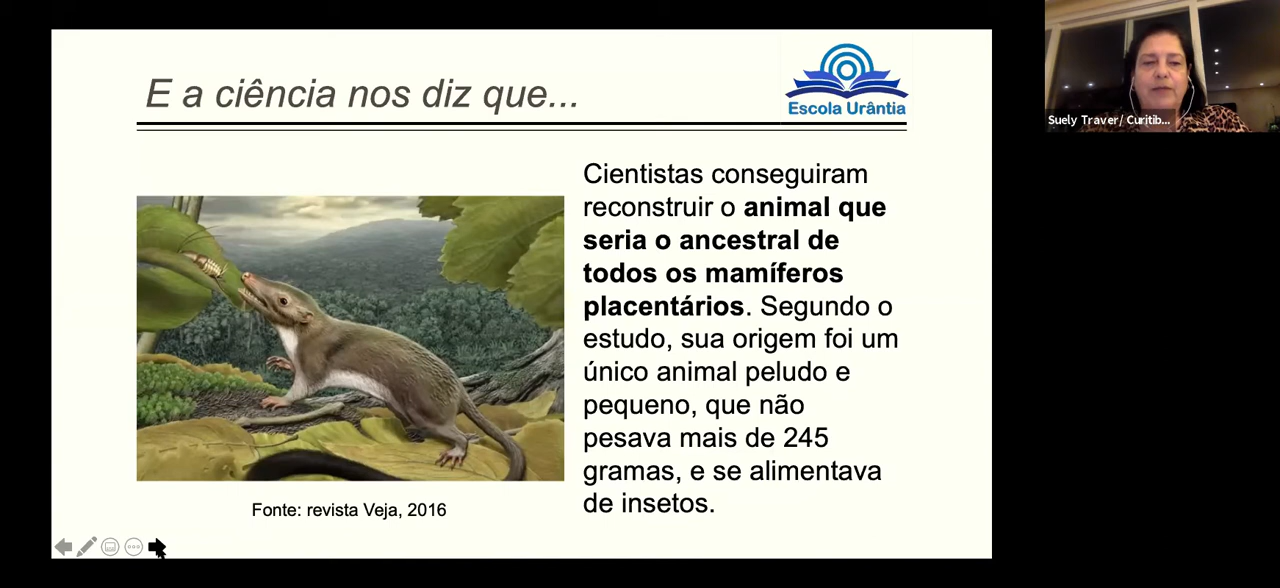 E a ciência nos diz que...
Escola Urântia
Cientistas conseguiram
reconstruir o animal que
seria o ancestral de
todos os mamíferos
placentários. Segundo o
estudo, sua origem foi um
único animal peludo e
pequeno, que não
pesava mais de 245
gramas, e se alimentava
de insetos.
Fonte: revista Veja, 2016
Suely Traver/ Curitib...